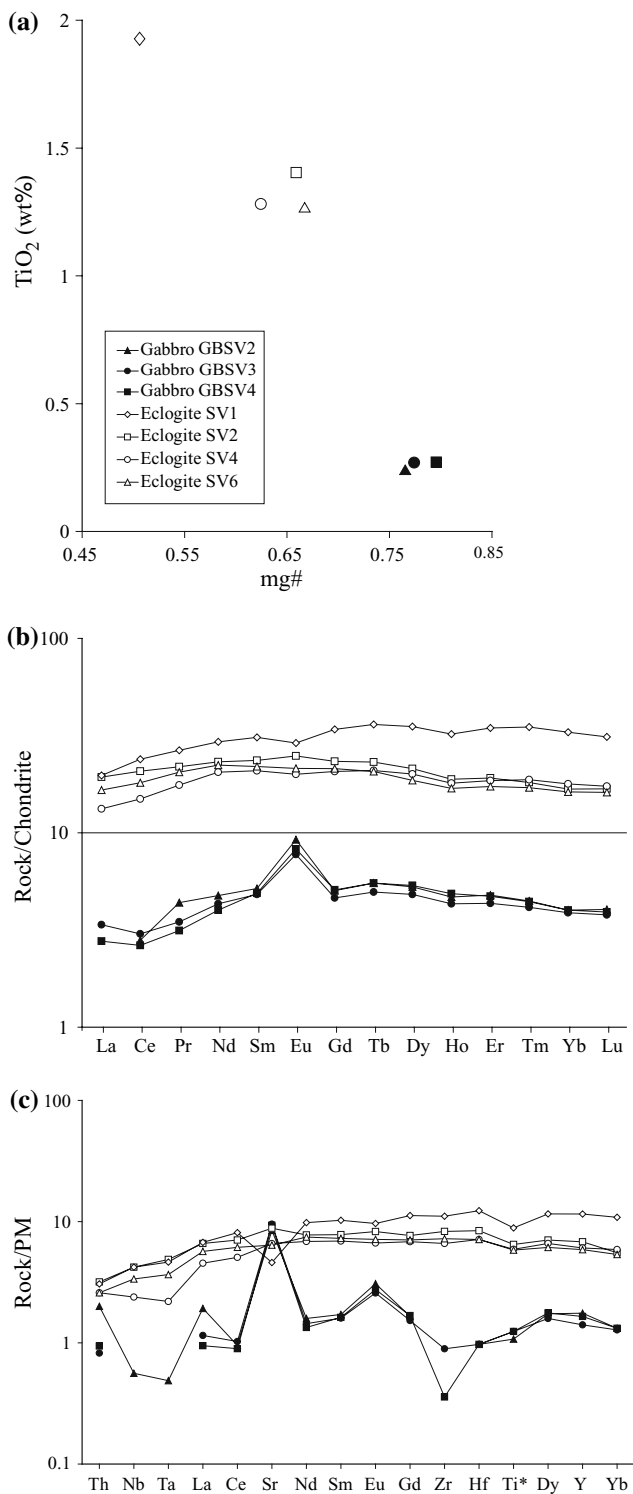 (a)
2
1.5
1
0.5
0
TiO2 (wt%)
Gabbro GBSV2
Gabbro GBSV3
Gabbro GBSV4
Eclogite SV1
Eclogite SV2
Eclogite SV4
Eclogite SV6
0.45 0.55 0.65 0.75 0.85
mg#
(b)
100
10
1
Rock/Chondrite
La Ce Pr Nd Sm Eu Gd Tb Dy Ho Er Tm Yb Lu
(c)
100
10
1
0.1
Rock/PM
Th Nb Ta La Ce Sr Nd Sm Eu Gd Zr Hf Ti* Dy Y Yb